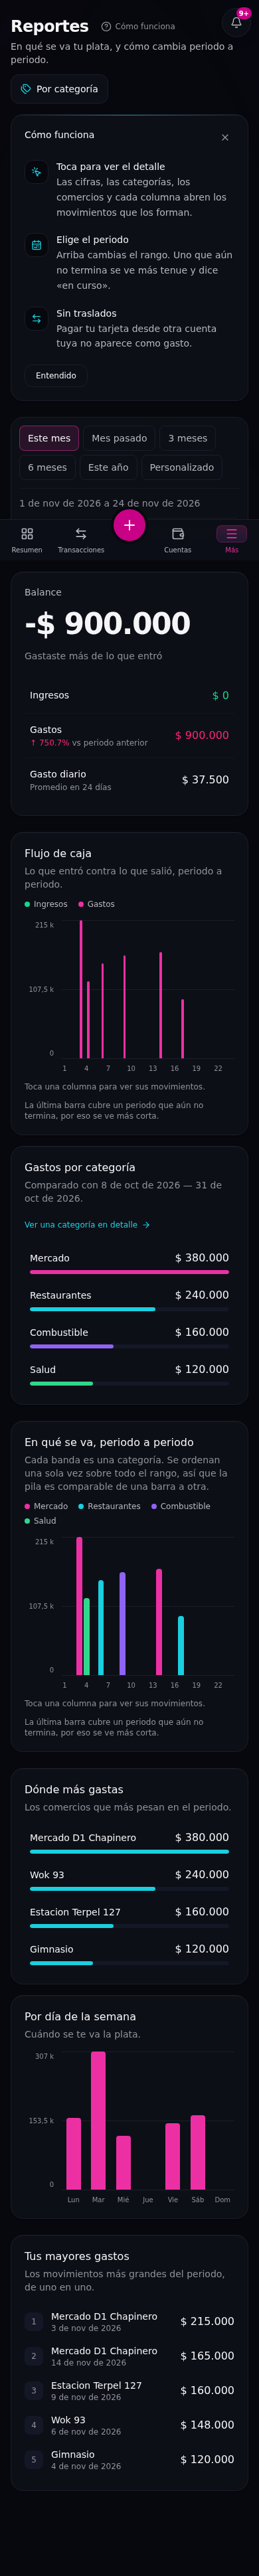 Reportes
Cómo funciona
9+
En qué se va tu plata, y cómo cambia periodo a
periodo.
Por categoría
Cómo funciona
Toca para ver el detalle
Las cifras, las categorías, los
comercios y cada columna abren los
movimientos que los forman.
Elige el periodo
Arriba cambias el rango. Uno que aún
no termina se ve más tenue y dice
«en curso».
Sin traslados
Pagar tu tarjeta desde otra cuenta
tuya no aparece como gasto.
Entendido
Este mes
Mes pasado
3 meses
6 meses
Este año
Personalizado
1 de nov de 2026 a 24 de nov de 2026
Resumen
Transacciones
Cuentas
Más
Balance
-$ 900.000
Gastaste más de lo que entró
Ingresos
$ 0
Gastos
↑ 750.7% vs periodo anterior
$ 900.000
Gasto diario
Promedio en 24 días
$ 37.500
Flujo de caja
Lo que entró contra lo que salió, periodo a
periodo.
Ingresos
Gastos
215 k
107,5 k
0
1 4 7 10 13 16 19 22
Toca una columna para ver sus movimientos.
La última barra cubre un periodo que aún no
termina, por eso se ve más corta.
Gastos por categoría
Comparado con 8 de oct de 2026 — 31 de
oct de 2026.
Ver una categoría en detalle →
Mercado
$ 380.000
Restaurantes
$ 240.000
Combustible
$ 160.000
Salud
$ 120.000
En qué se va, periodo a periodo
Cada banda es una categoría. Se ordenan
una sola vez sobre todo el rango, así que la
pila es comparable de una barra a otra.
Mercado
Restaurantes
Combustible
Salud
215 k
107,5 k
0
1 4 7 10 13 16 19 22
Toca una columna para ver sus movimientos.
La última barra cubre un periodo que aún no
termina, por eso se ve más corta.
Dónde más gastas
Los comercios que más pesan en el periodo.
Mercado D1 Chapinero
$ 380.000
Wok 93
$ 240.000
Estacion Terpel 127
$ 160.000
Gimnasio
$ 120.000
Por día de la semana
Cuándo se te va la plata.
307 k
153,5 k
0
Lun Mar Mié Jue Vie Sáb Dom
Tus mayores gastos
Los movimientos más grandes del periodo,
de uno en uno.
1
Mercado D1 Chapinero
3 de nov de 2026
$ 215.000
2
Mercado D1 Chapinero
14 de nov de 2026
$ 165.000
3
Estacion Terpel 127
9 de nov de 2026
$ 160.000
4
Wok 93
6 de nov de 2026
$ 148.000
5
Gimnasio
4 de nov de 2026
$ 120.000